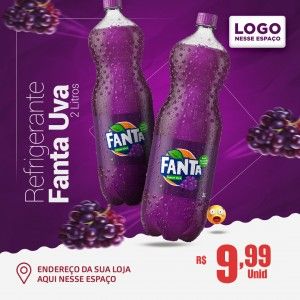 LOGO
NESSE ESPAÇO
Refrigerante
Fanta Uva
2 Litros
FANTA
FANTA
ENDEREÇO DA SUA LOJA
AQUI NESSE ESPAÇO
R$ 9,99
Unid